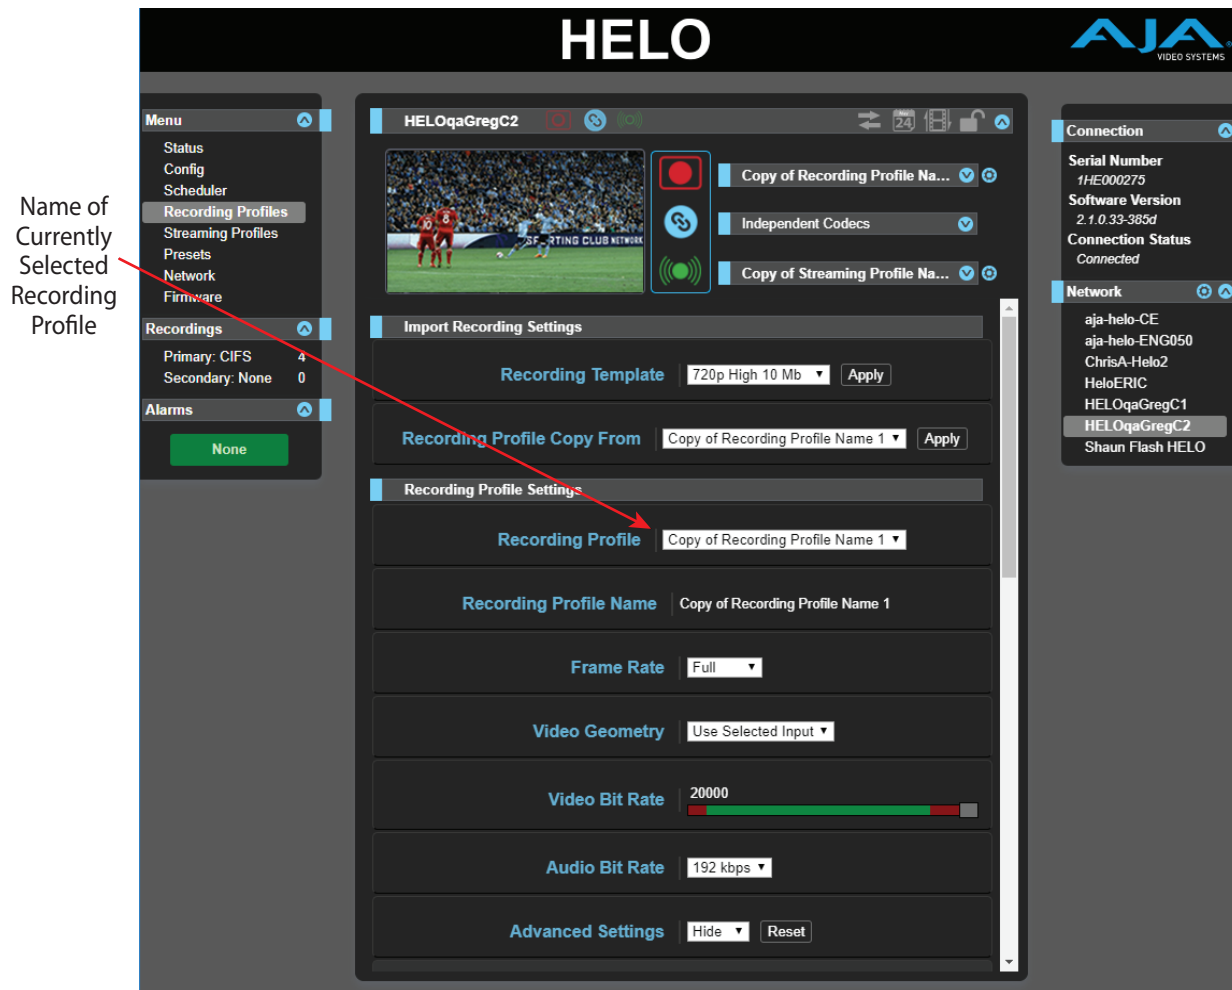 HELO
AJA
VIDEO SYSTEMS
Name of
Currently
Selected
Recording
Profile
Menu
Status
Config
Scheduler
Recording Profiles
Streaming Profiles
Presets
Network
Firmware
Recordings
Primary: CIFS 4
Secondary: None 0
Alarms
None
HELOqaGregC2
24
Copy of Recording Profile Na...
Independent Codecs
Copy of Streaming Profile Na...
SPORTING CLUB NETWORK
Import Recording Settings
Recording Template 720p High 10 Mb Apply
Recording Profile Copy From Copy of Recording Profile Name 1 Apply
Recording Profile Settings
Recording Profile Copy of Recording Profile Name 1
Recording Profile Name Copy of Recording Profile Name 1
Frame Rate Full
Video Geometry Use Selected Input
Video Bit Rate 20000
Audio Bit Rate 192 kbps
Advanced Settings Hide Reset
Connection
Serial Number
1HE000275
Software Version
2.1.0.33-385d
Connection Status
Connected
Network
aja-helo-CE
aja-helo-ENG050
ChrisA-Helo2
HeloERIC
HELOqaGregC1
HELOqaGregC2
Shaun Flash HELO